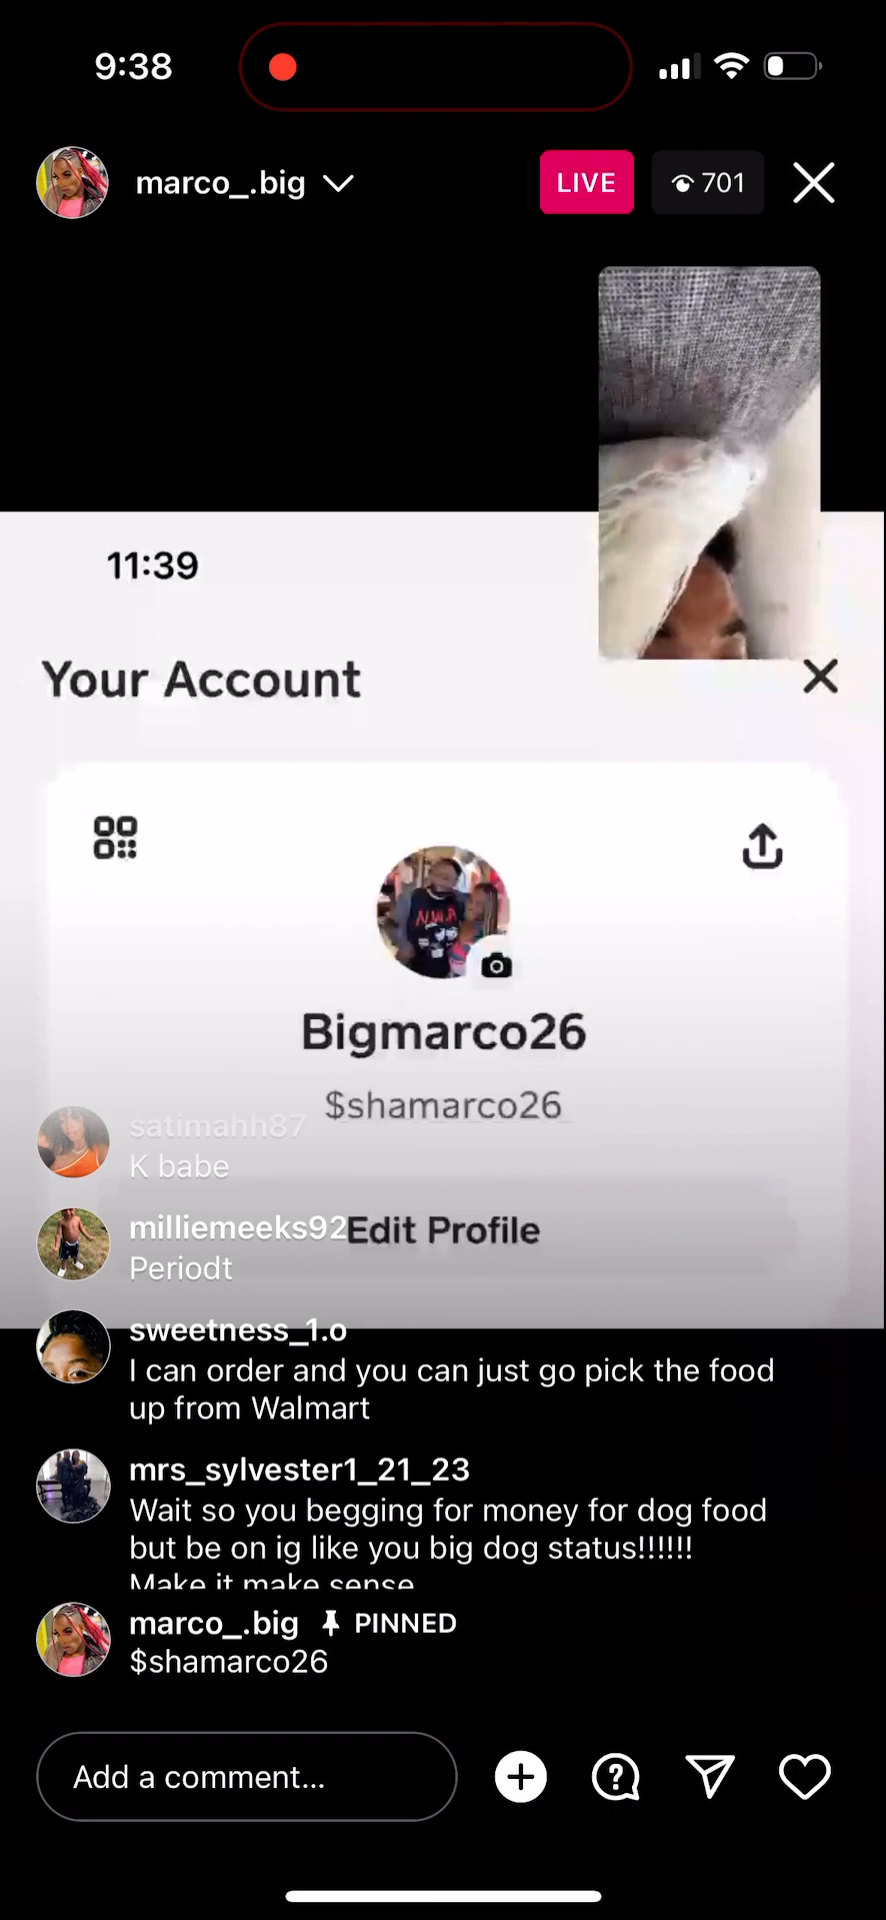 9:38
marco_.big
LIVE
701
11:39
Your Account
Bigmarco26
$shamarco26
satimahh87
K babe
Edit Profile
milliemeeks92
Periodt
sweetness_1.o
I can order and you can just go pick the food
up from Walmart
mrs_sylvester1_21_23
Wait so you begging for money for dog food
but be on ig like you big dog status!!!!!!
Make it make sense
marco_.big PINNED
$shamarco26
Add a comment...